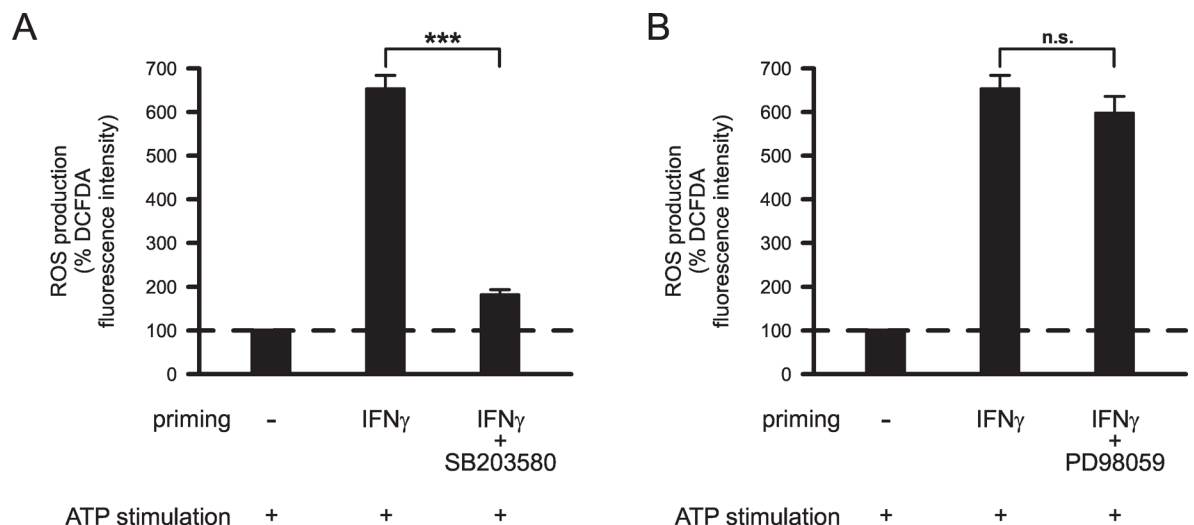 A
***
700
600
500
400
300
200
100
0
ROS production
(% DCFDA
fluorescence intensity)
priming - IFNγ IFNγ
+
SB203580
ATP stimulation + + +
B
n.s.
700
600
500
400
300
200
100
0
ROS production
(% DCFDA
fluorescence intensity)
priming - IFNγ IFNγ
+
PD98059
ATP stimulation + + +